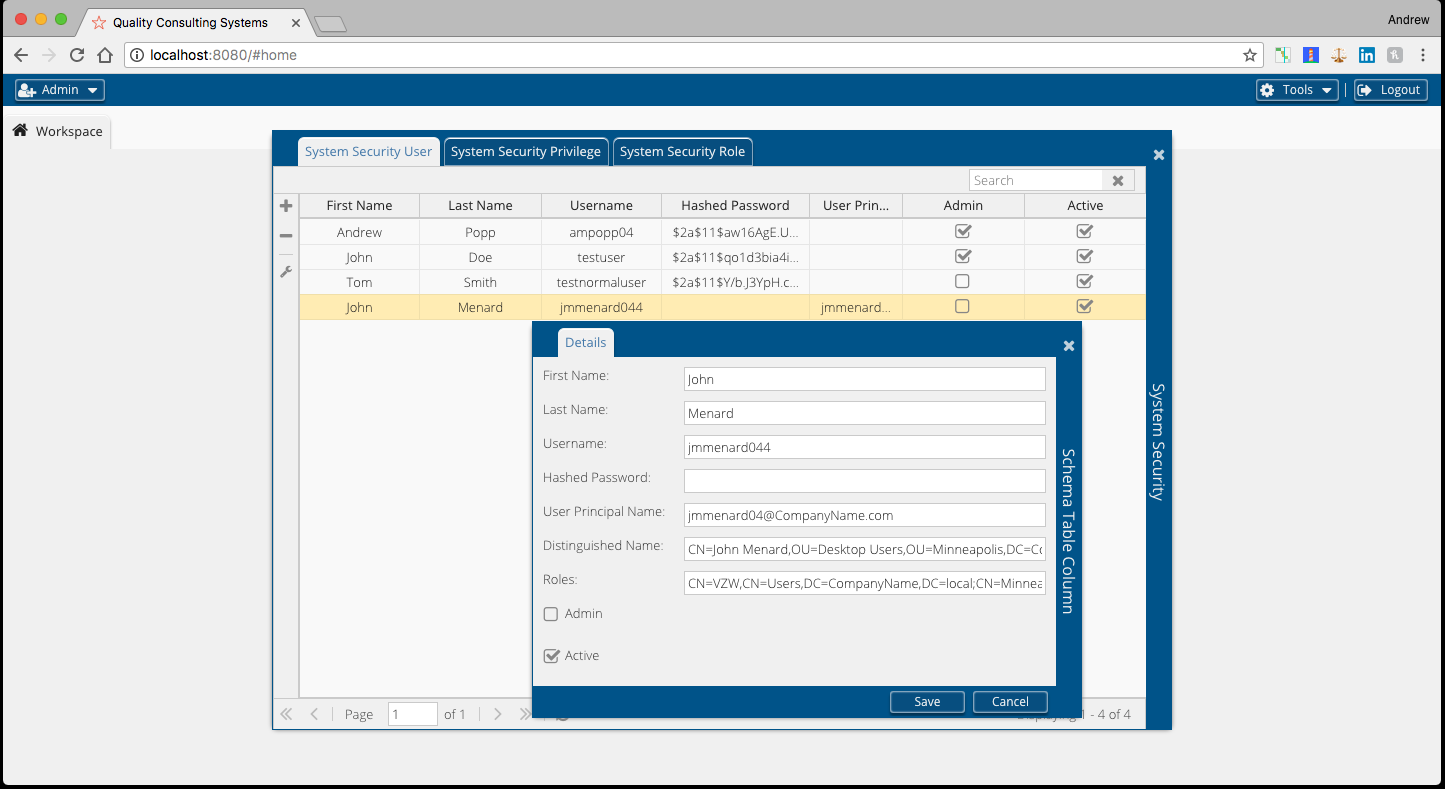 Quality Consulting Systems
Andrew
localhost:8080/#home
Admin
Tools
Logout
Workspace
System Security User
System Security Privilege
System Security Role
Search
First Name Last Name Username Hashed Password User Prin... Admin Active
Andrew Popp ampopp04 $2a$11$aw16AgE.U...
John Doe testuser $2a$11$qo1d3bia4i...
Tom Smith testnormaluser $2a$11$Y/b.J3YpH.c...
John Menard jmmenard044 jmmenard...
System Security
Details
First Name: John
Last Name: Menard
Username: jmmenard044
Hashed Password:
User Principal Name: jmmenard04@CompanyName.com
Distinguished Name: CN=John Menard,OU=Desktop Users,OU=Minneapolis,DC=Co
Roles: CN=VZW,CN=Users,DC=CompanyName,DC=local;CN=Minnea
Admin
Active
Schema Table Column
Save
Cancel
Page 1 of 1
1 - 4 of 4